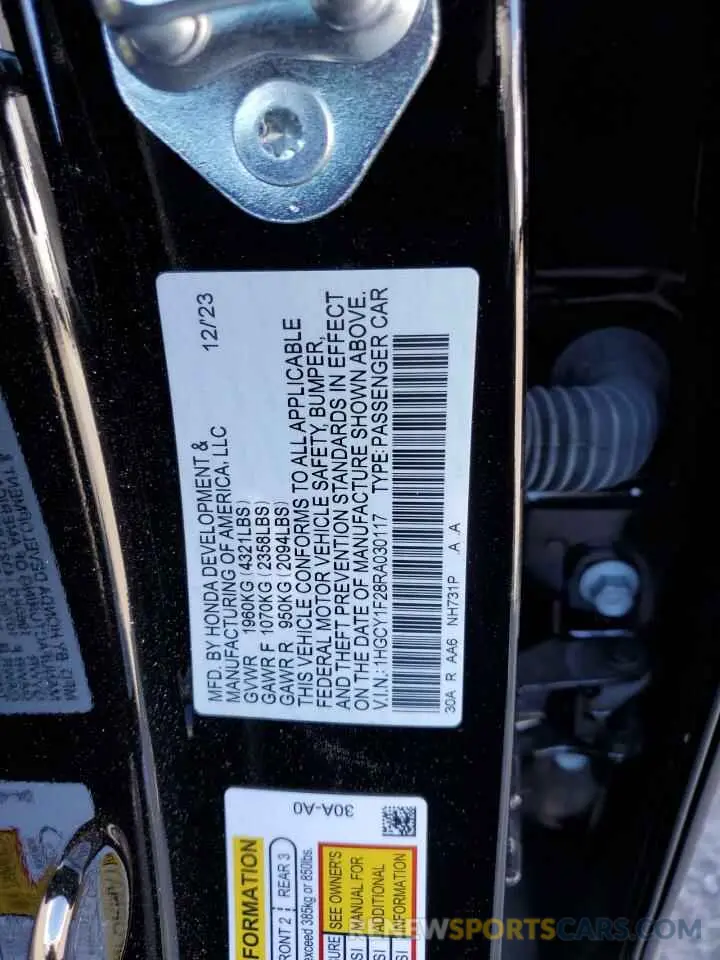 12/'23
MFD. BY HONDA DEVELOPMENT &
MANUFACTURING OF AMERICA, LLC
GVWR 1960KG (4321LBS)
GAWR F 1070KG (2358LBS)
GAWR R 950KG (2094LBS)
THIS VEHICLE CONFORMS TO ALL APPLICABLE
FEDERAL MOTOR VEHICLE SAFETY, BUMPER,
AND THEFT PREVENTION STANDARDS IN EFFECT
ON THE DATE OF MANUFACTURE SHOWN ABOVE.
V.I.N.: 1HGCY1F28RA030117 TYPE: PASSENGER CAR
30A R AA6 NH731P A A
30A-A0
FORMATION
FRONT 2 REAR 3
exceed 385kg or 850lbs.
SEE OWNER'S
MANUAL FOR
ADDITIONAL
INFORMATION
RENEWSPORTSCARS.COM